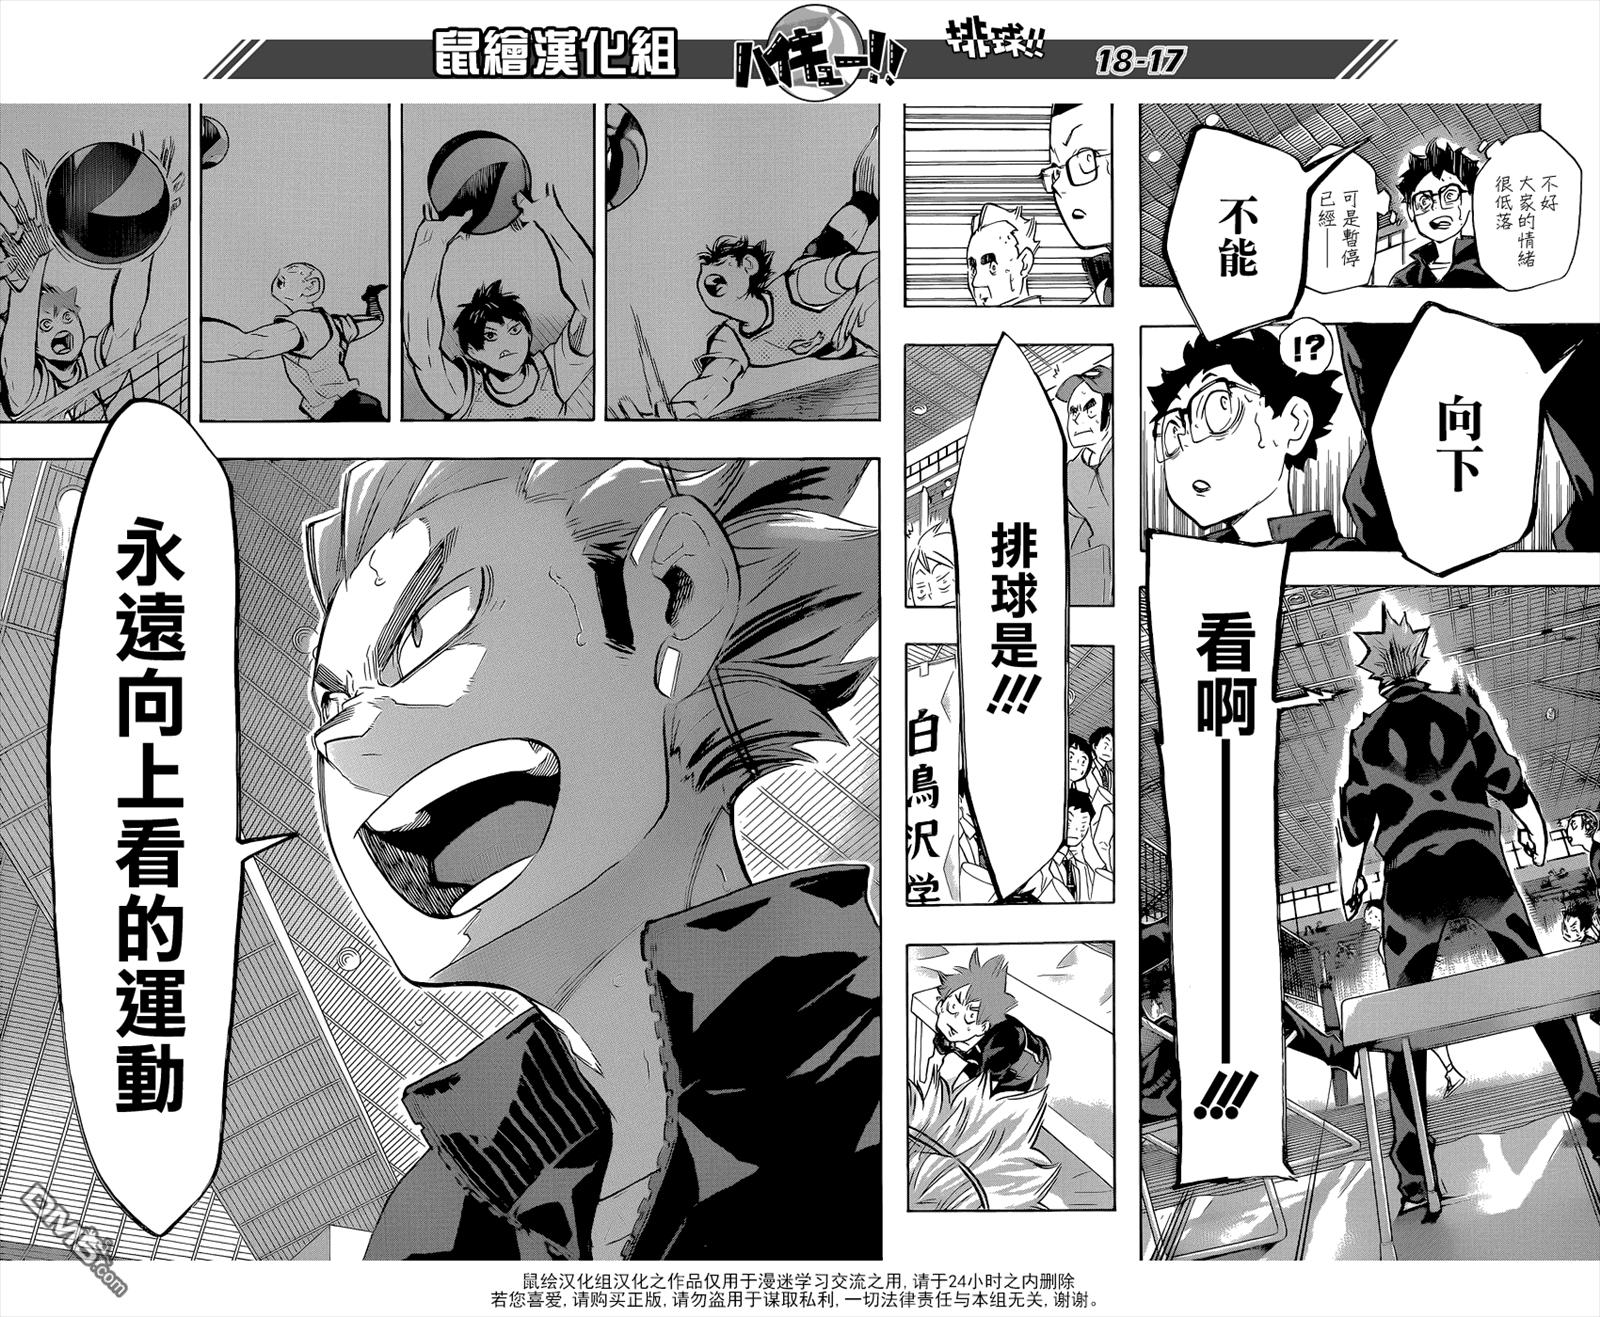 鼠繪漢化組
ハイキュー!!
排球!!
18-17
不好
大家的情緒
很低落
可是暫停
已經——
不能
!?
向下
看啊————!!!
排球是!!!
白鳥沢学
永遠向上看的運動
DM5.com
鼠绘汉化组汉化之作品仅用于漫迷学习交流之用,请于24小时之内删除
若您喜爱,请购买正版,请勿盗用于谋取私利,一切法律责任与本组无关,谢谢。